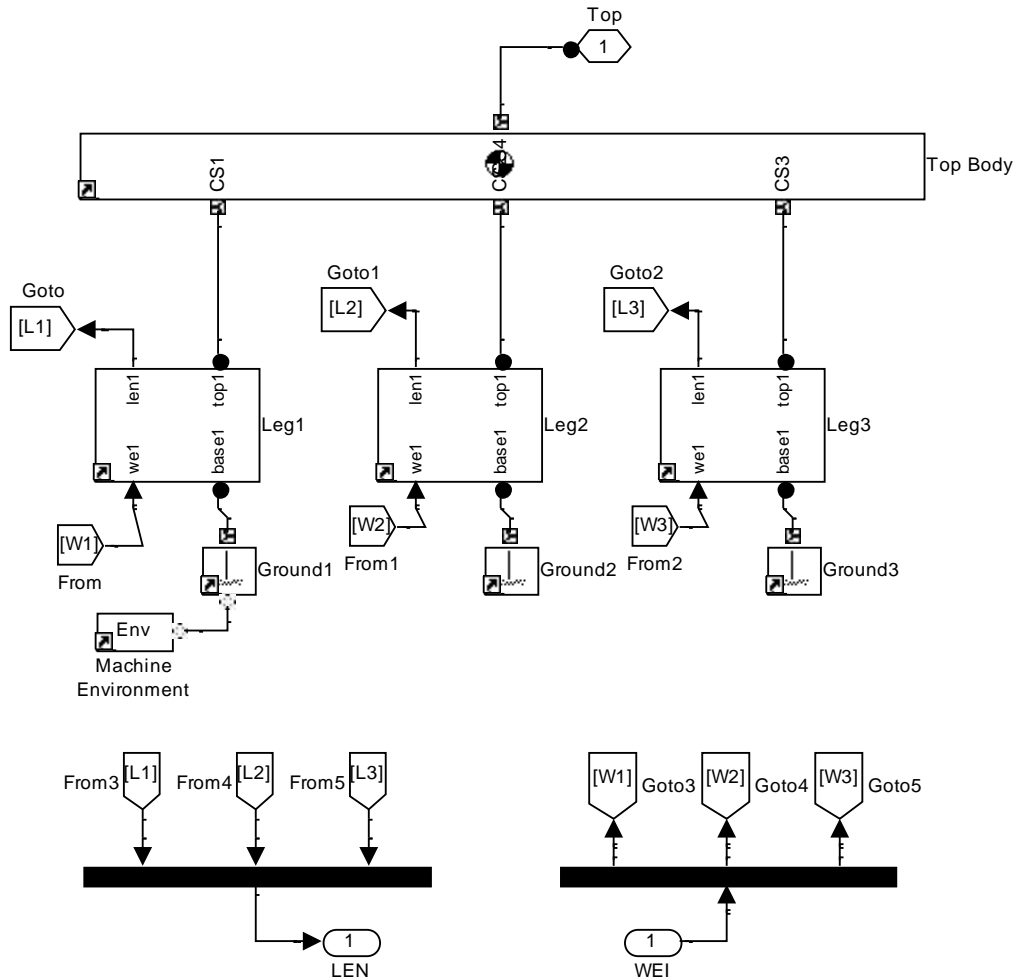 Top
1
CS1
CS3
Top Body
Goto
Goto1
Goto2
[L1]
[L2]
[L3]
len1
top1
len1
top1
len1
top1
Leg1
Leg2
Leg3
we1
base1
we1
base1
we1
base1
[W1]
[W2]
[W3]
From
From1
From2
Ground1
Ground2
Ground3
Env
Machine
Environment
From3
[L1]
From4
[L2]
From5
[L3]
[W1]
Goto3
[W2]
Goto4
[W3]
Goto5
1
LEN
1
WEI